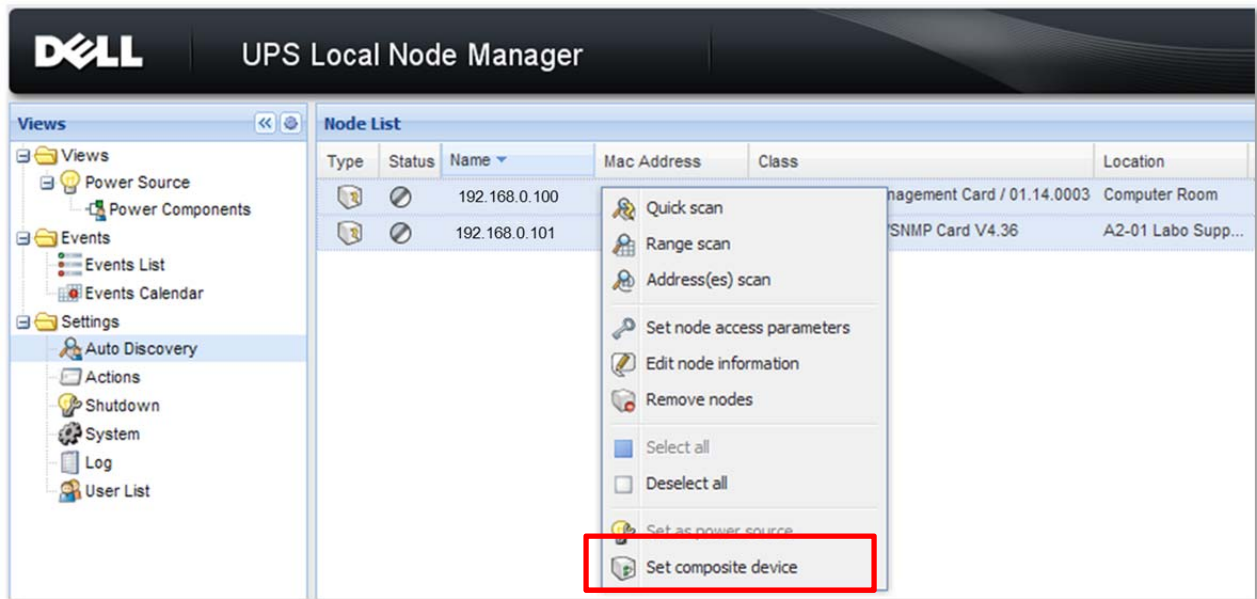 DELL
UPS Local Node Manager
Views
Node List
Views
Power Source
Power Components
Events
Events List
Events Calendar
Settings
Auto Discovery
Actions
Shutdown
System
Log
User List
Type Status Name Mac Address Class Location
192.168.0.100 nagement Card / 01.14.0003 Computer Room
192.168.0.101 /SNMP Card V4.36 A2-01 Labo Supp...
Quick scan
Range scan
Address(es) scan
Set node access parameters
Edit node information
Remove nodes
Select all
Deselect all
Set as power source
Set composite device